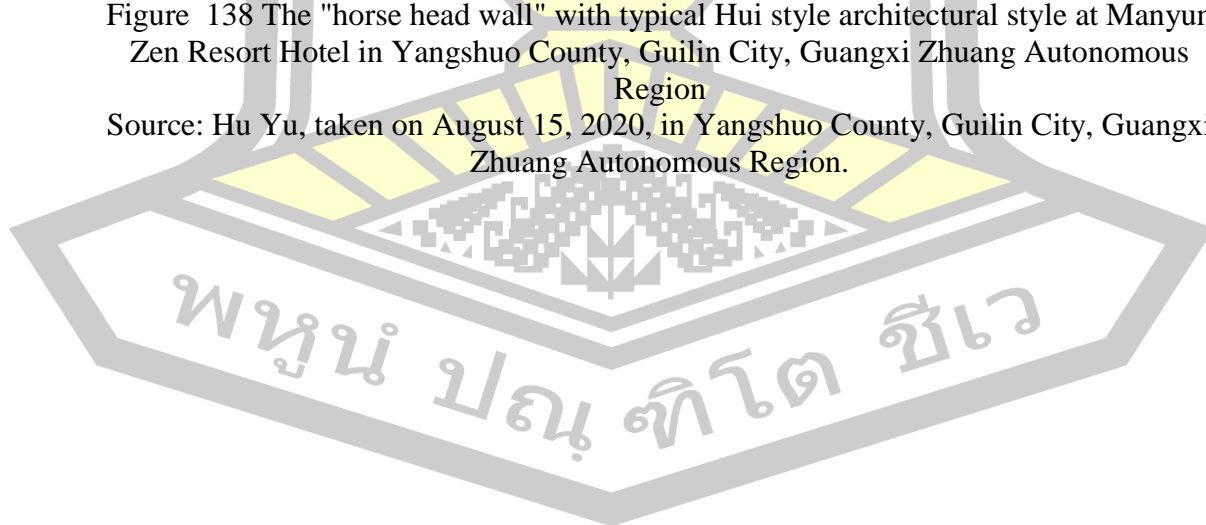 Figure  138 The "horse head wall" with typical Hui style architectural style at Manyun
Zen Resort Hotel in Yangshuo County, Guilin City, Guangxi Zhuang Autonomous
Region
Source: Hu Yu, taken on August 15, 2020, in Yangshuo County, Guilin City, Guangxi
Zhuang Autonomous Region.
พหูนํ ปณฺฑิโต ชีเว